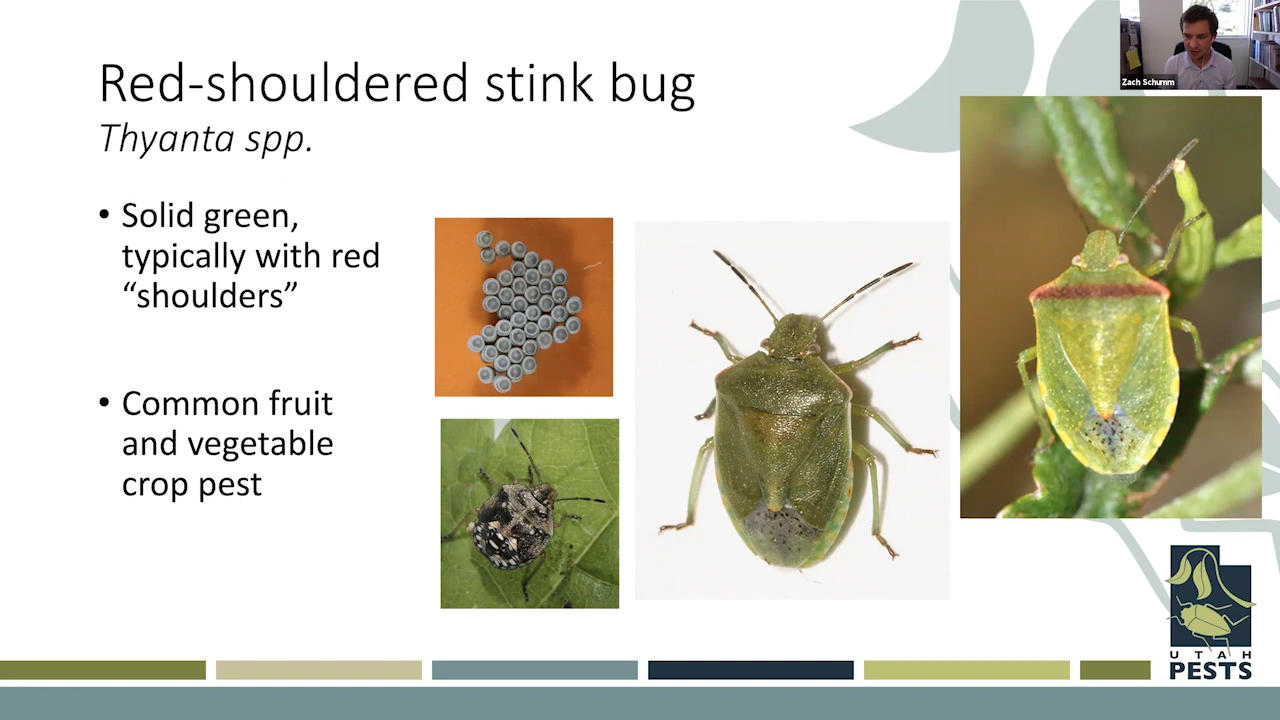 Zach Schumm
Red-shouldered stink bug
Thyanta spp.
• Solid green,
typically with red
“shoulders”
• Common fruit
and vegetable
crop pest
UTAH
PESTS